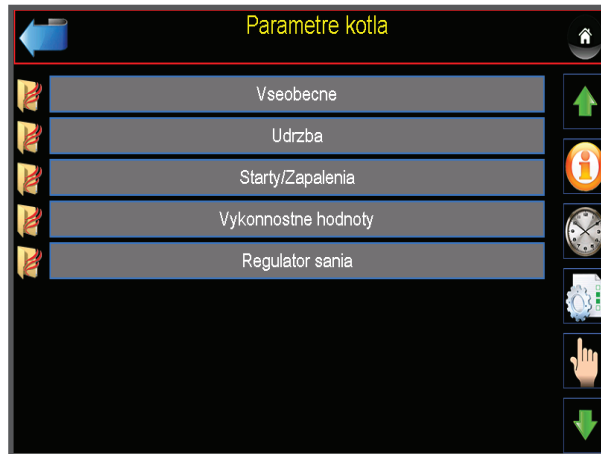 Parametre kotla
Vseobecne
Udrzba
Starty/Zapalenia
Vykonnostne hodnoty
Regulator sania